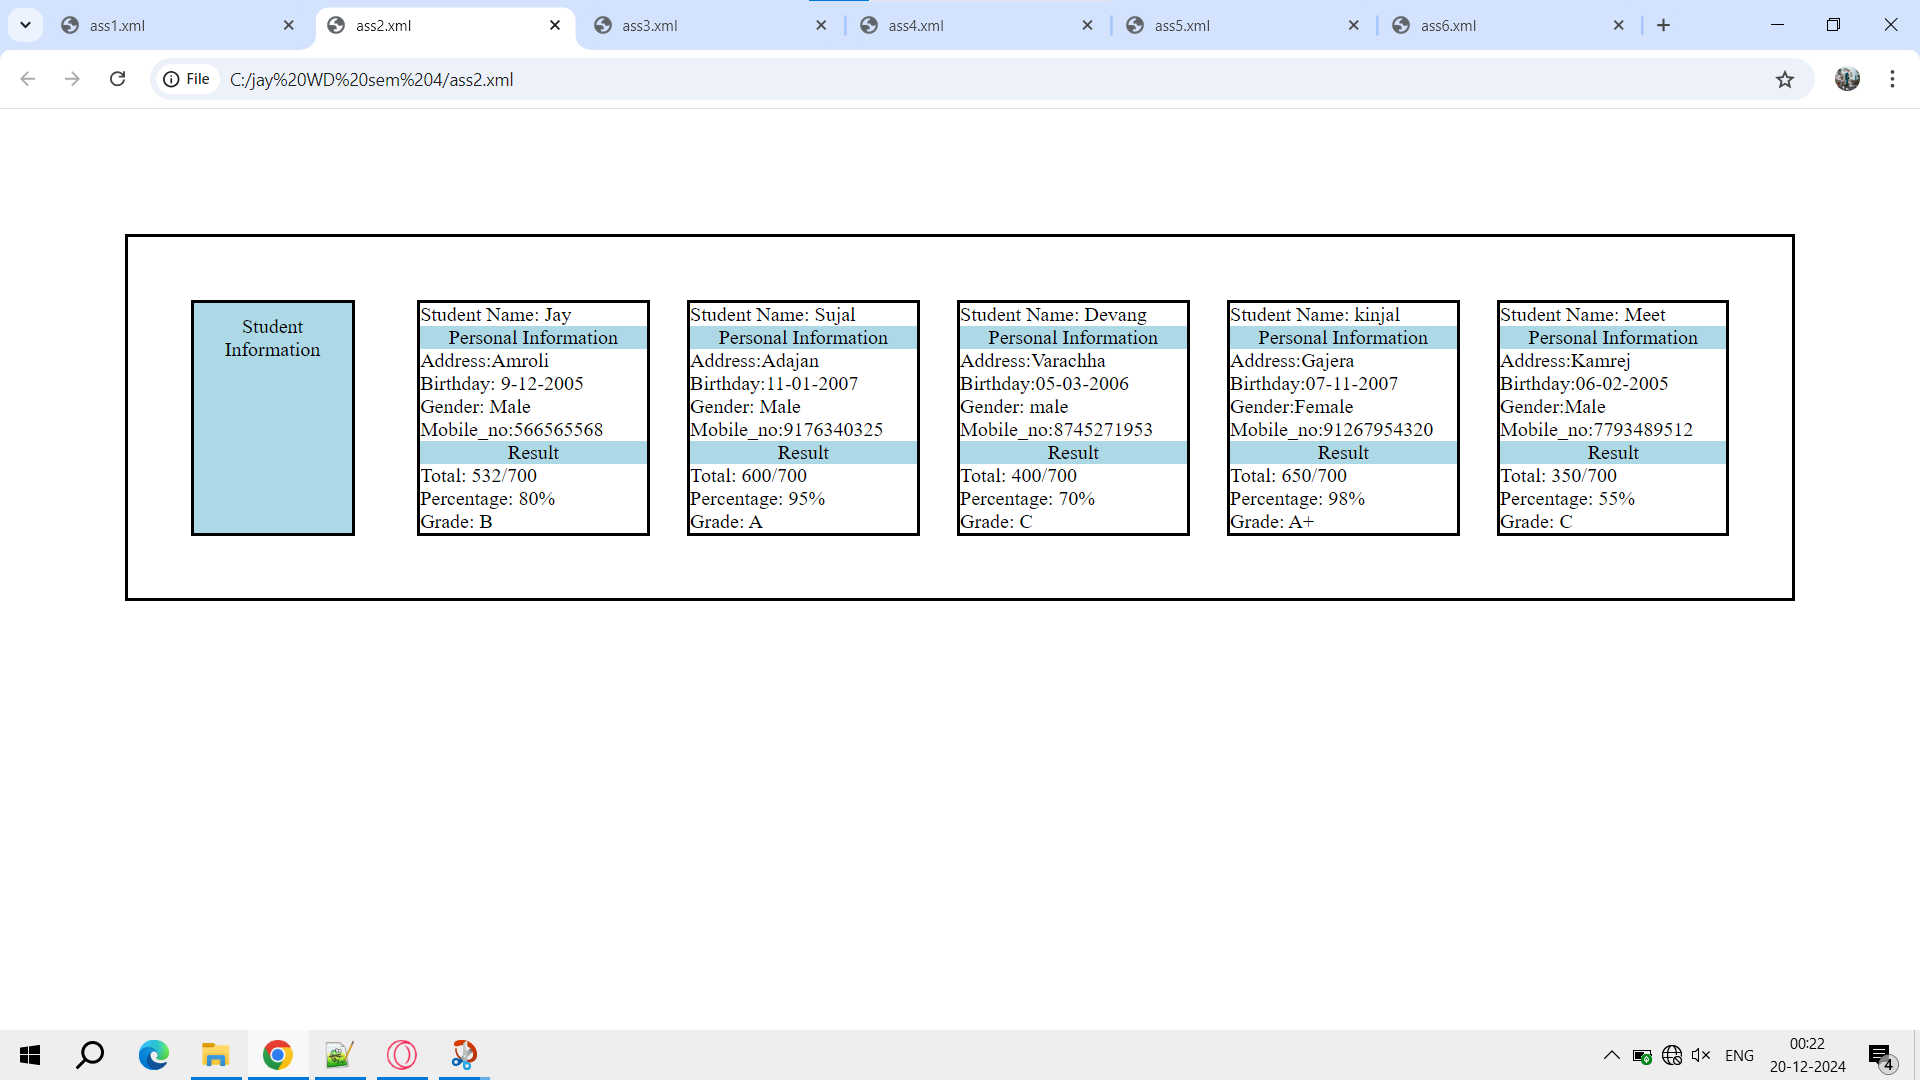 ass1.xml
ass2.xml
ass3.xml
ass4.xml
ass5.xml
ass6.xml
File
C:/jay%20WD%20sem%204/ass2.xml
Student
Information
Student Name: Jay
Personal Information
Address:Amroli
Birthday: 9-12-2005
Gender: Male
Mobile_no:566565568
Result
Total: 532/700
Percentage: 80%
Grade: B
Student Name: Sujal
Personal Information
Address:Adajan
Birthday:11-01-2007
Gender: Male
Mobile_no:9176340325
Result
Total: 600/700
Percentage: 95%
Grade: A
Student Name: Devang
Personal Information
Address:Varachha
Birthday:05-03-2006
Gender: male
Mobile_no:8745271953
Result
Total: 400/700
Percentage: 70%
Grade: C
Student Name: kinjal
Personal Information
Address:Gajera
Birthday:07-11-2007
Gender:Female
Mobile_no:91267954320
Result
Total: 650/700
Percentage: 98%
Grade: A+
Student Name: Meet
Personal Information
Address:Kamrej
Birthday:06-02-2005
Gender:Male
Mobile_no:7793489512
Result
Total: 350/700
Percentage: 55%
Grade: C
ENG
00:22
20-12-2024
4